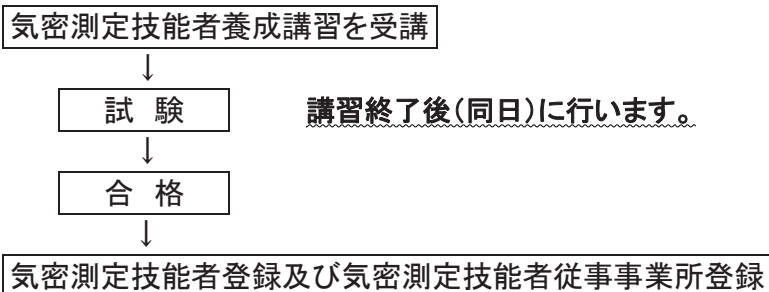 気密測定技能者養成講習を受講
↓
試 験 講習終了後(同日)に行います。
↓
合 格
↓
気密測定技能者登録及び気密測定技能者従事事業所登録